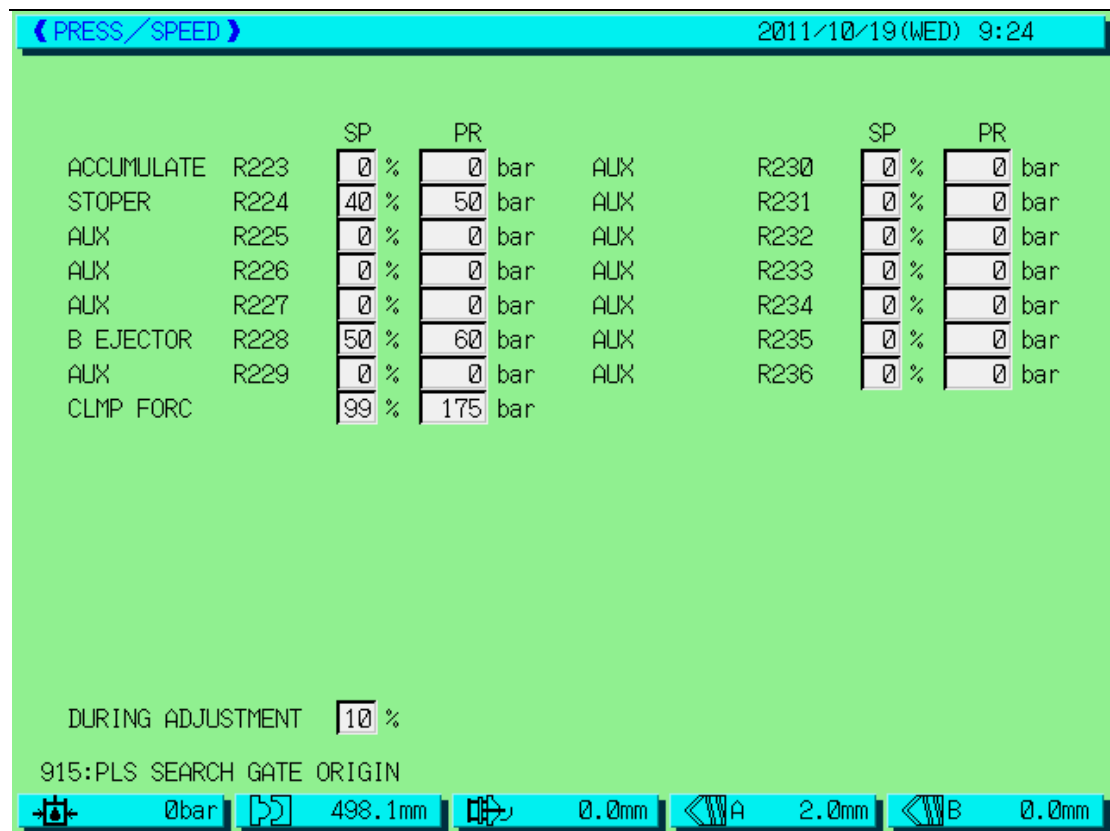 ❰PRESS／SPEED❱ 2011/10/19(WED) 9:24
SP PR SP PR
ACCUMULATE R223 0 % 0 bar AUX R230 0 % 0 bar
STOPER R224 40 % 50 bar AUX R231 0 % 0 bar
AUX R225 0 % 0 bar AUX R232 0 % 0 bar
AUX R226 0 % 0 bar AUX R233 0 % 0 bar
AUX R227 0 % 0 bar AUX R234 0 % 0 bar
B EJECTOR R228 50 % 60 bar AUX R235 0 % 0 bar
AUX R229 0 % 0 bar AUX R236 0 % 0 bar
CLMP FORC 99 % 175 bar
DURING ADJUSTMENT 10 %
915:PLS SEARCH GATE ORIGIN
0bar 498.1mm 0.0mm A 2.0mm B 0.0mm